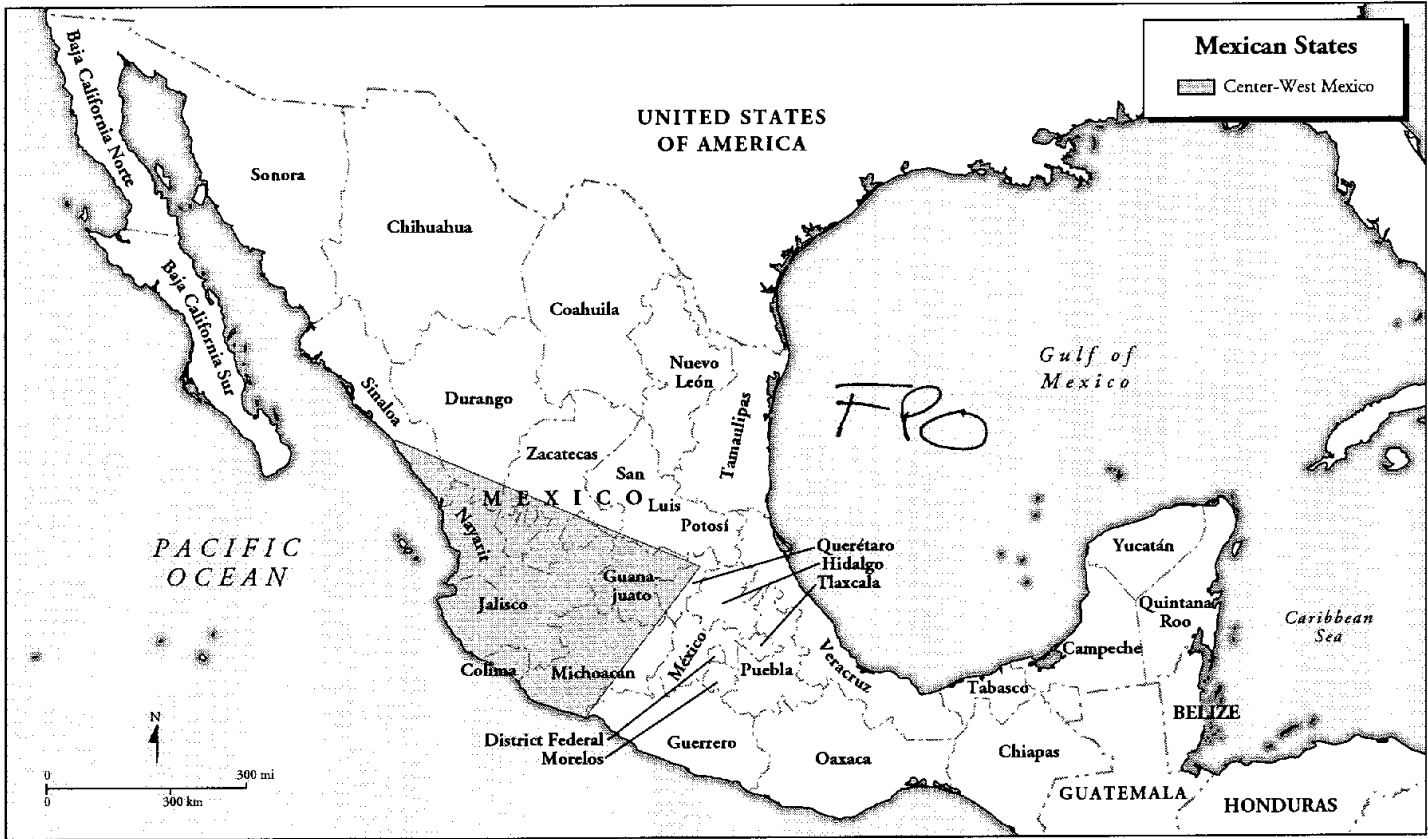 Mexican States
Center-West Mexico
UNITED STATES
OF AMERICA
Baja California Norte
Sonora
Chihuahua
Baja California Sur
Coahuila
Nuevo
León
Gulf of
Mexico
Sinaloa
Durango
Tamaulipas
FPO
Zacatecas
San
Luis
Potosí
MEXICO
Nayarit
PACIFIC
OCEAN
Querétaro
Hidalgo
Tlaxcala
Yucatán
Guana-
juato
Jalisco
Quintana
Roo
Caribbean
Sea
México
Veracruz
Campeche
Colima
Michoacán
Puebla
Tabasco
BELIZE
N
District Federal
Morelos
Guerrero
Oaxaca
Chiapas
0 300 mi
0 300 km
GUATEMALA
HONDURAS